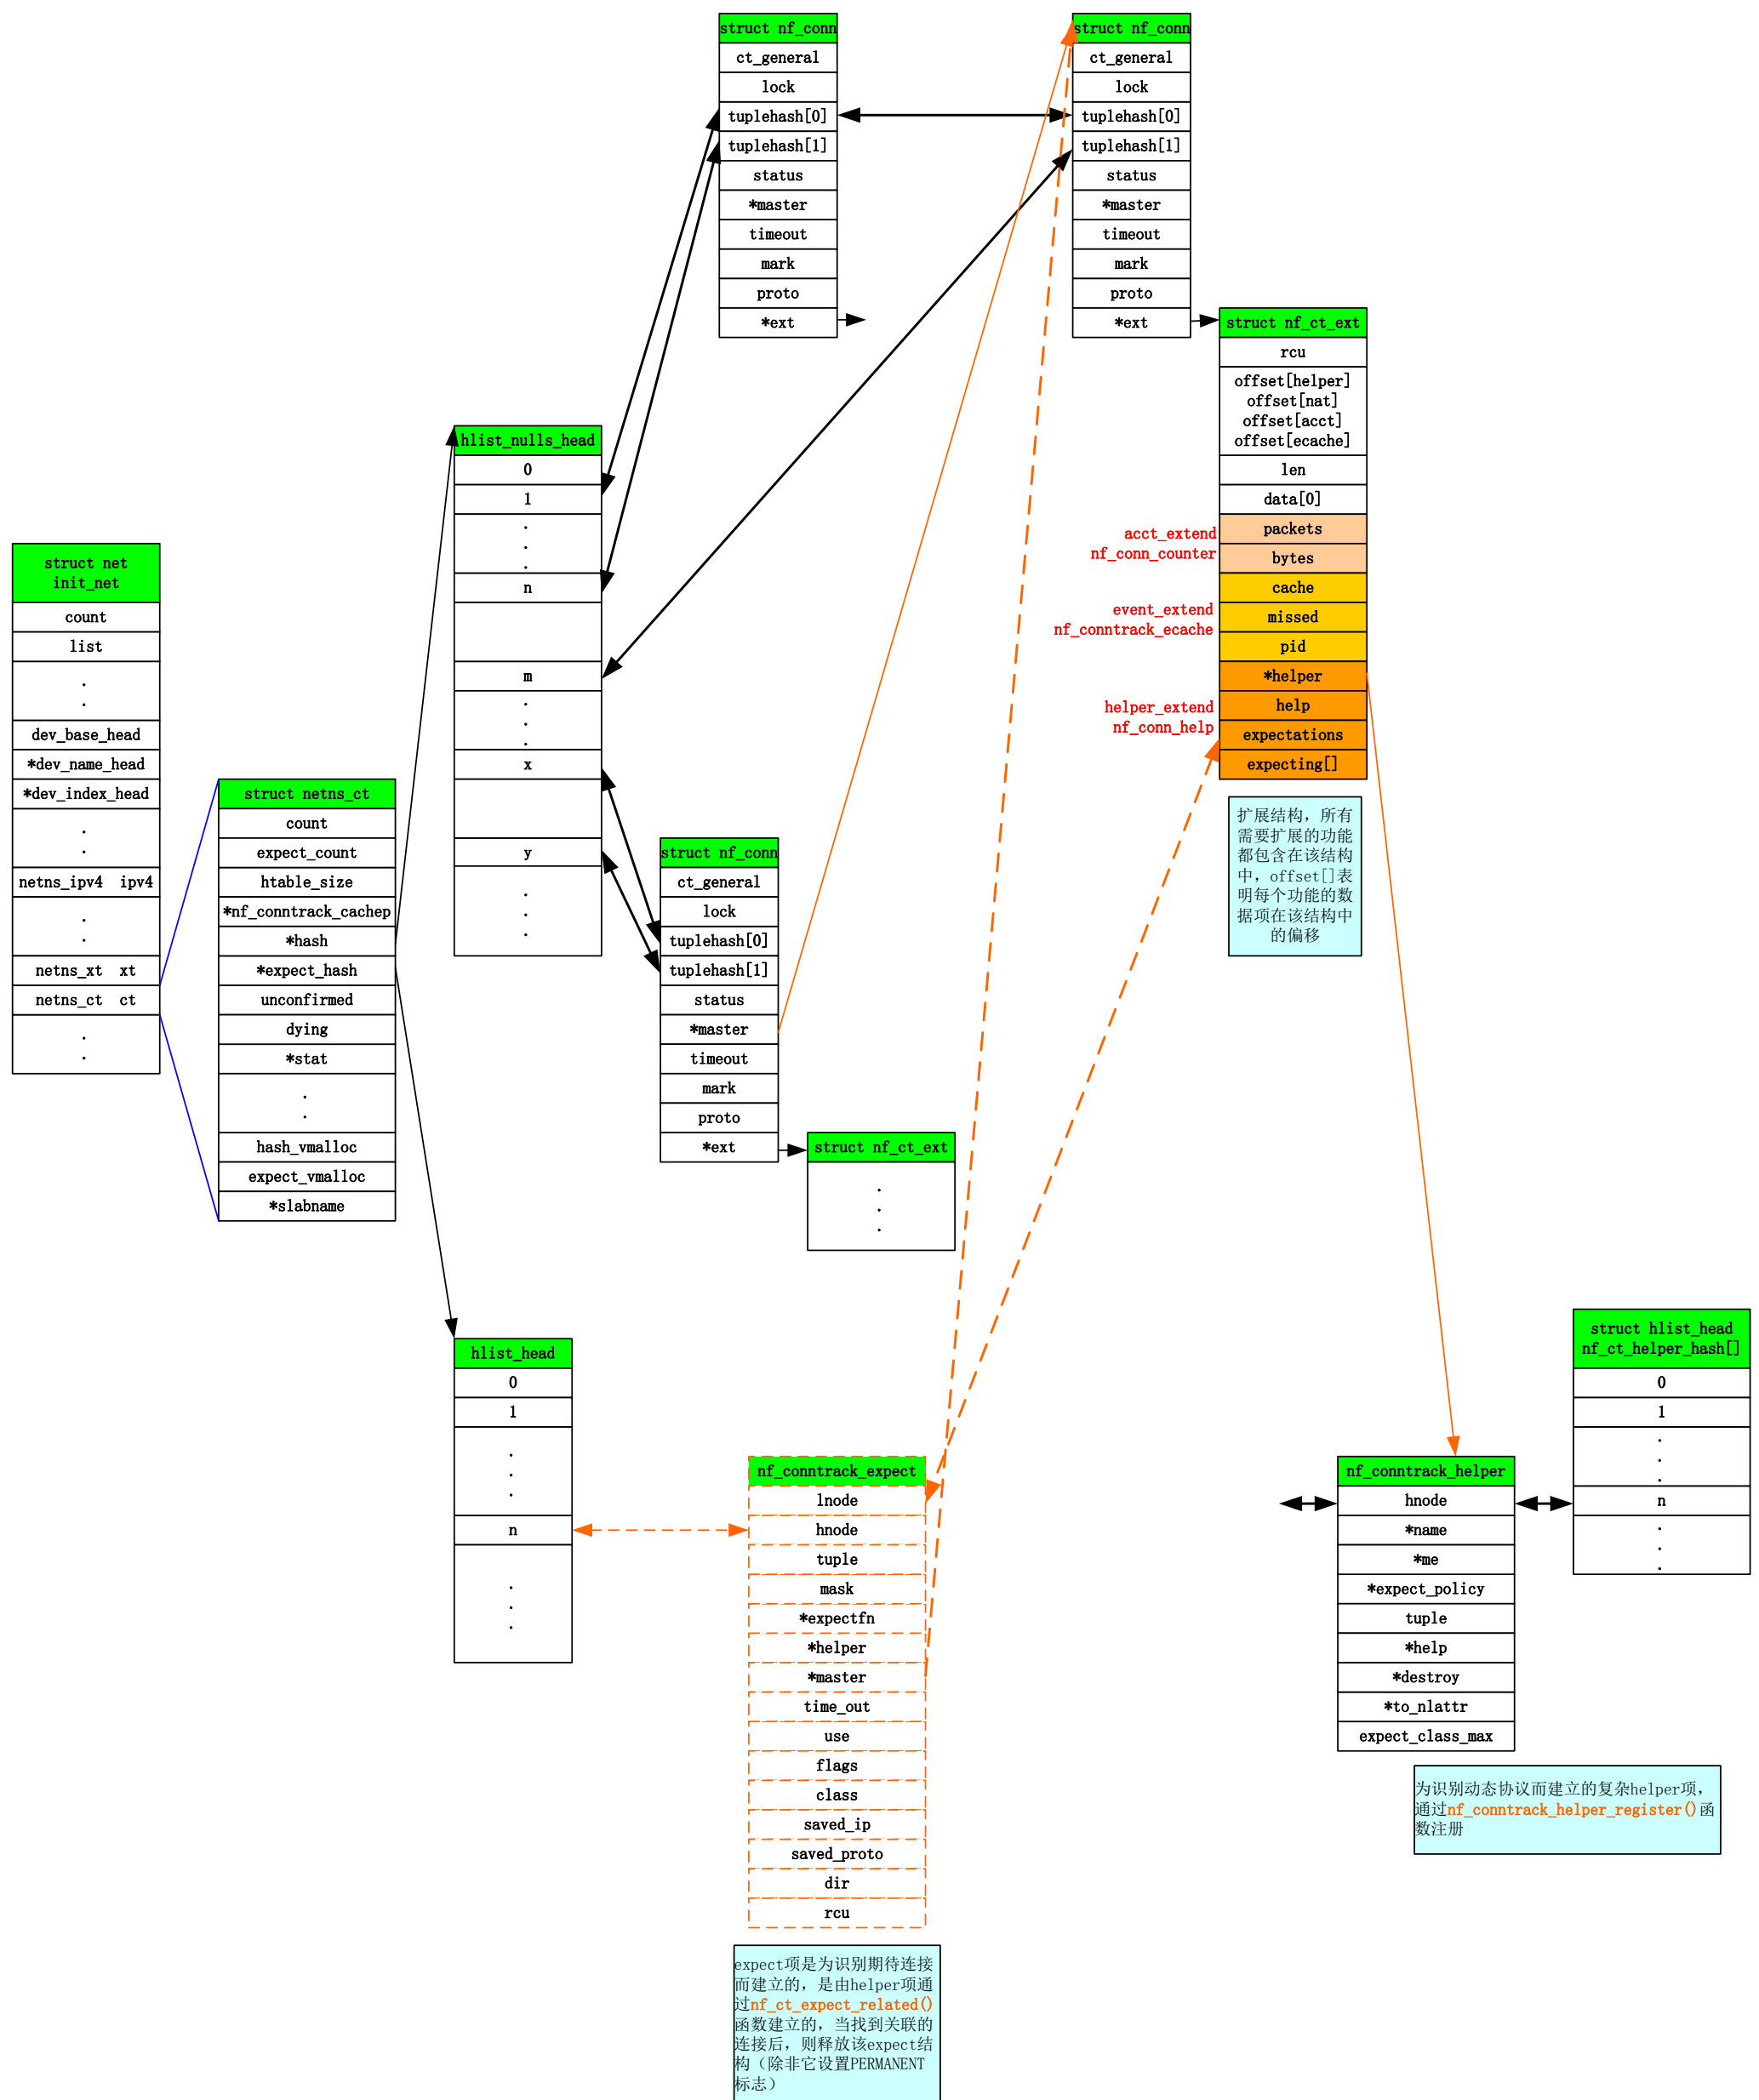 struct nf_conn
ct_general
lock
tuplehash[0]
tuplehash[1]
status
*master
timeout
mark
proto
*ext
struct nf_conn
ct_general
lock
tuplehash[0]
tuplehash[1]
status
*master
timeout
mark
proto
*ext
struct nf_ct_ext
rcu
offset[helper]
offset[nat]
offset[acct]
offset[ecache]
len
data[0]
packets
bytes
cache
missed
pid
*helper
help
expectations
expecting[]
acct_extend
nf_conn_counter
event_extend
nf_conntrack_ecache
helper_extend
nf_conn_help
扩展结构，所有
需要扩展的功能
都包含在该结构
中，offset[]表
明每个功能的数
据项在该结构中
的偏移
hlist_nulls_head
0
1
.
.
.
n
m
.
.
.
x
y
.
.
.
struct net
init_net
count
list
.
.
dev_base_head
*dev_name_head
*dev_index_head
.
.
netns_ipv4 ipv4
.
.
netns_xt xt
netns_ct ct
.
.
struct netns_ct
count
expect_count
htable_size
*nf_conntrack_cachep
*hash
*expect_hash
unconfirmed
dying
*stat
.
.
hash_vmalloc
expect_vmalloc
*slabname
struct nf_conn
ct_general
lock
tuplehash[0]
tuplehash[1]
status
*master
timeout
mark
proto
*ext
struct nf_ct_ext
.
.
.
hlist_head
0
1
.
.
.
n
.
.
.
nf_conntrack_expect
lnode
hnode
tuple
mask
*expectfn
*helper
*master
time_out
use
flags
class
saved_ip
saved_proto
dir
rcu
expect项是为识别期待连接
而建立的，是由helper项通
过nf_ct_expect_related()
函数建立的，当找到关联的
连接后，则释放该expect结
构（除非它设置PERMANENT
标志）
nf_conntrack_helper
hnode
*name
*me
*expect_policy
tuple
*help
*destroy
*to_nlattr
expect_class_max
struct hlist_head
nf_ct_helper_hash[]
0
1
.
.
.
n
.
.
.
为识别动态协议而建立的复杂helper项，
通过nf_conntrack_helper_register()函
数注册